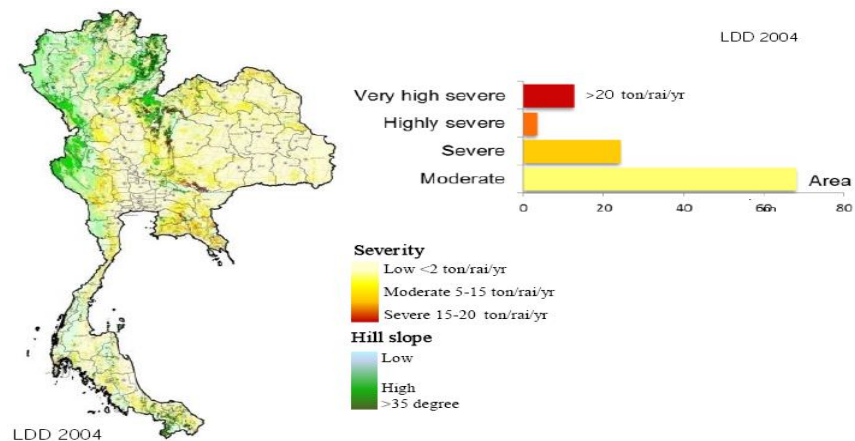 LDD 2004
Very high severe
>20 ton/rai/yr
Highly severe
Severe
Moderate
Area
0 20 40 60 80
Severity
Low <2 ton/rai/yr
Moderate 5-15 ton/rai/yr
Severe 15-20 ton/rai/yr
Hill slope
Low
High
>35 degree
LDD 2004